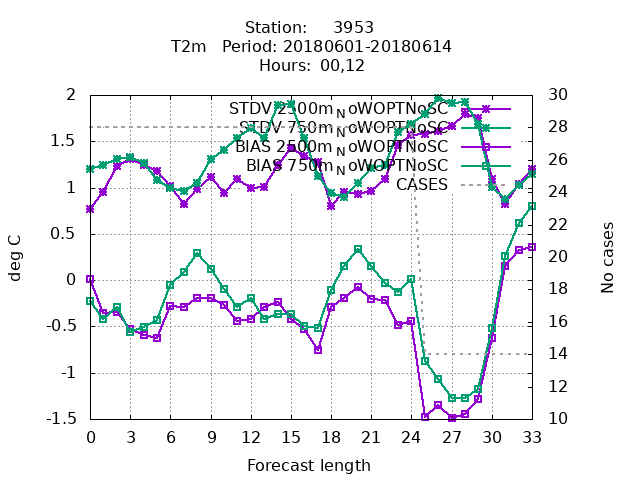 Station:     3953
T2m   Period: 20180601-20180614
Hours: 00,12
2
1.5
1
0.5
0
-0.5
-1
-1.5
30
28
26
24
22
20
18
16
14
12
10
0 3 6 9 12 15 18 21 24 27 30 33
deg C
No cases
Forecast length
STDV 2500m_NoWOPTNoSC
STDV 750m_NoWOPTNoSC
BIAS 2500m_NoWOPTNoSC
BIAS 750m_NoWOPTNoSC
CASES